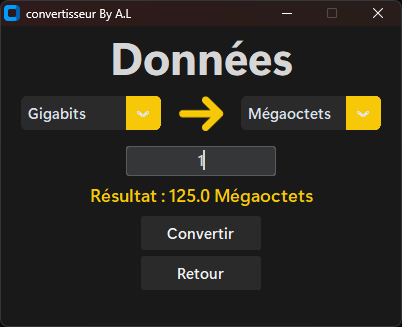 convertisseur By A.L
Données
Gigabits
Mégaoctets
1
Résultat : 125.0 Mégaoctets
Convertir
Retour